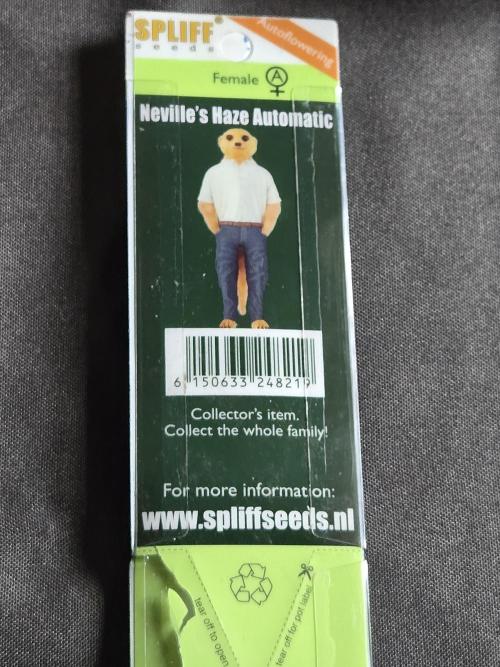 SPLIFF®
seeds
Autoflowering
Female A
Neville's Haze Automatic
6 150633 248219
Collector's item.
Collect the whole family!
For more information:
www.spliffseeds.nl
tear off to open
tear off for pot label